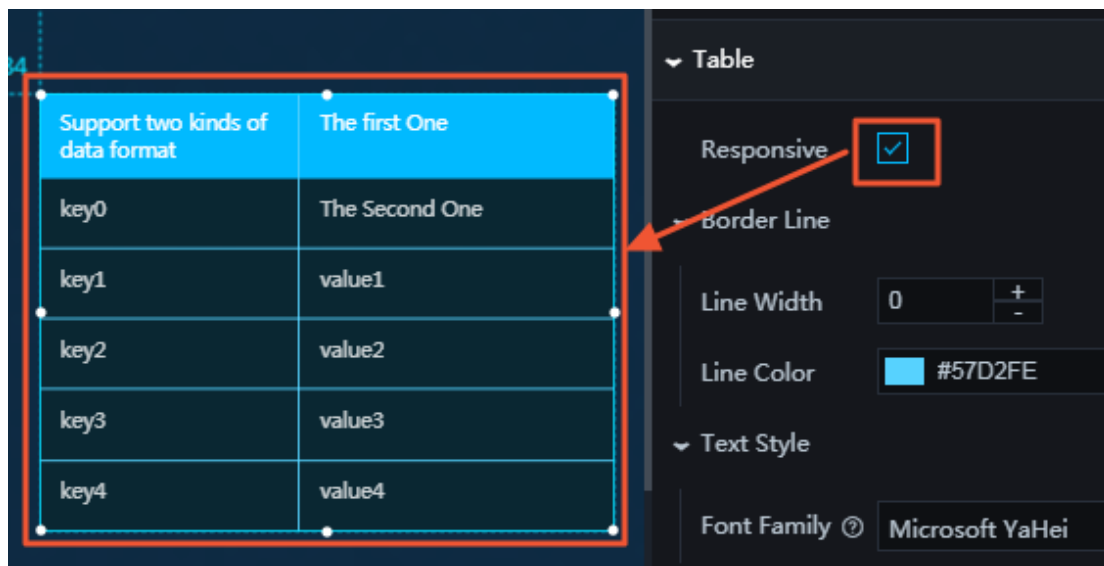 34
Support two kinds of
data format
The first One
key0
The Second One
key1
value1
key2
value2
key3
value3
key4
value4
Table
Responsive
Border Line
Line Width
0
+
-
Line Color
#57D2FE
Text Style
Font Family
?
Microsoft YaHei